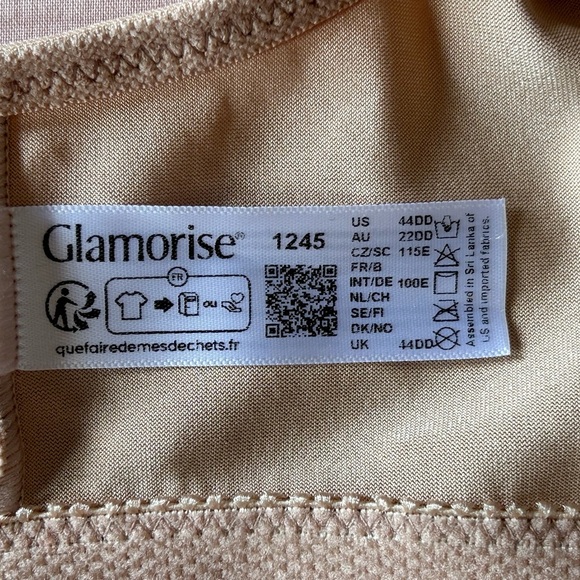 Glamorise®
1245
FR
ou
quefairedemesdechets.fr
US 44DD
AU 22DD
CZ/SC 115E
FR/B
INT/DE 100E
NL/CH
SE/FI
DK/NO
UK 44DD
Assembled in Sri Lanka of
US and imported fabrics.